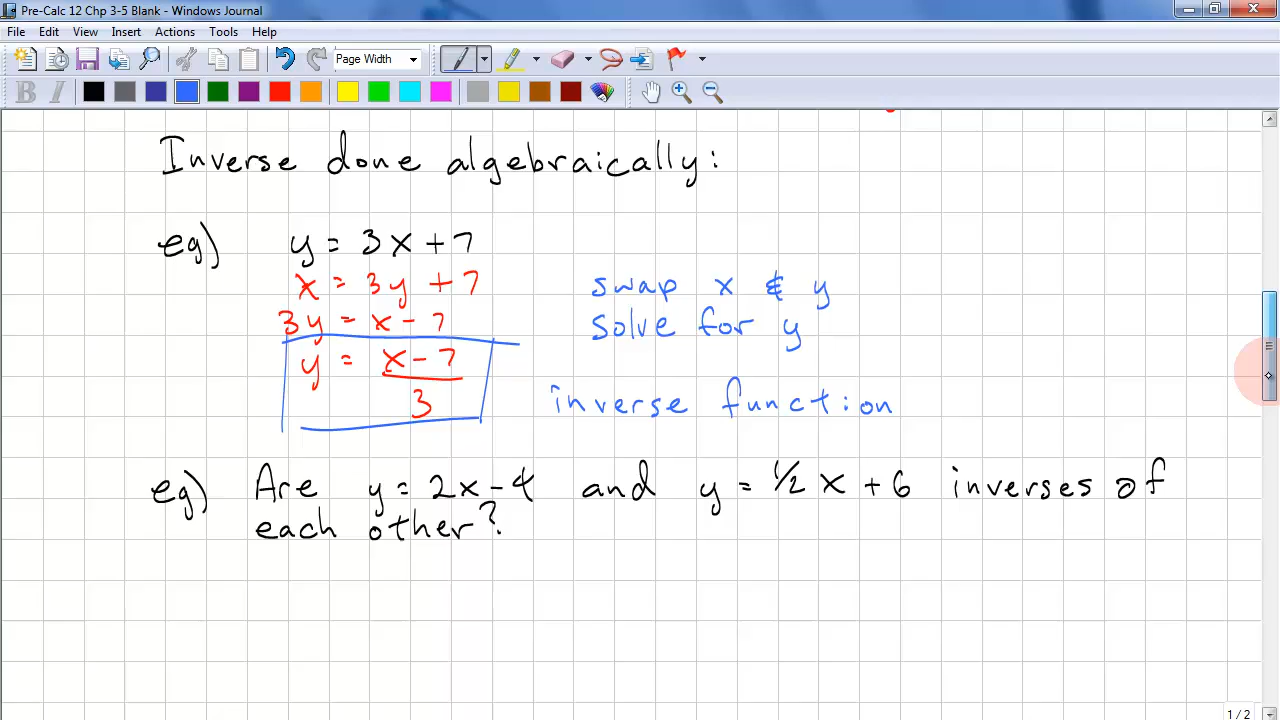 Pre-Calc 12 Chp 3-5 Blank - Windows Journal
File Edit View Insert Actions Tools Help
Page Width
B I
Inverse done algebraically:
eg) y = 3x + 7
x = 3y + 7 swap x & y
3y = x - 7 solve for y
y = x - 7
3
inverse function
eg) Are y = 2x - 4 and y = 1/2 x + 6 inverses of
each other?
1 / 2